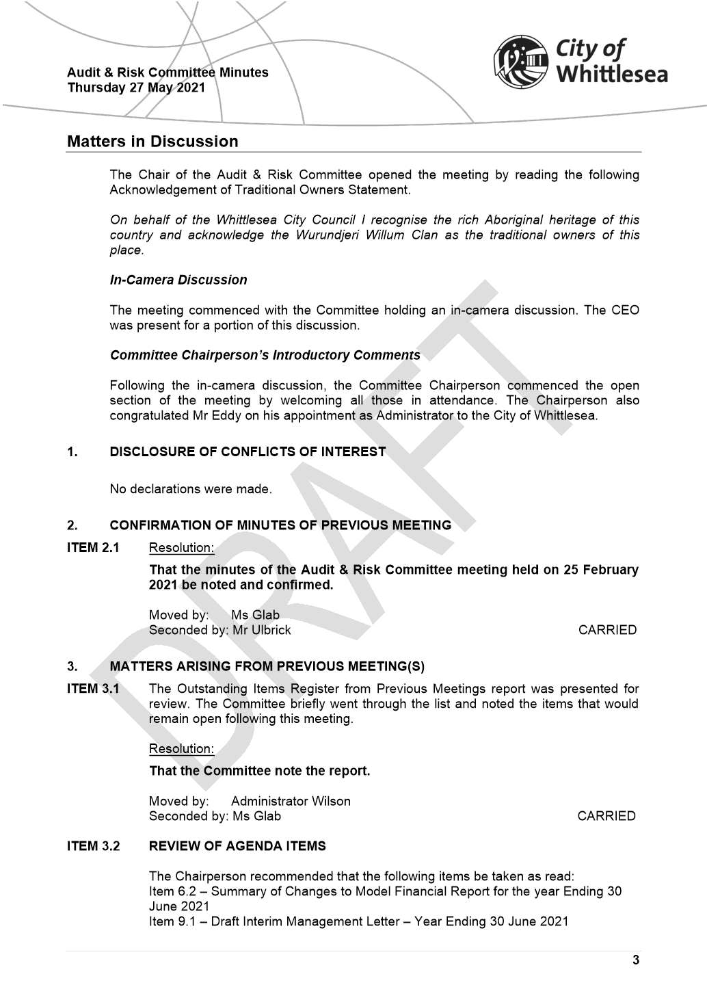 Audit & Risk Committee Minutes
Thursday 27 May 2021
City of
Whittlesea
Matters in Discussion
The Chair of the Audit & Risk Committee opened the meeting by reading the following
Acknowledgement of Traditional Owners Statement.
On behalf of the Whittlesea City Council I recognise the rich Aboriginal heritage of this
country and acknowledge the Wurundjeri Willum Clan as the traditional owners of this
place.
In-Camera Discussion
The meeting commenced with the Committee holding an in-camera discussion. The CEO
was present for a portion of this discussion.
Committee Chairperson's Introductory Comments
Following the in-camera discussion, the Committee Chairperson commenced the open
section of the meeting by welcoming all those in attendance. The Chairperson also
congratulated Mr Eddy on his appointment as Administrator to the City of Whittlesea.
1. DISCLOSURE OF CONFLICTS OF INTEREST
No declarations were made.
2. CONFIRMATION OF MINUTES OF PREVIOUS MEETING
ITEM 2.1 Resolution:
That the minutes of the Audit & Risk Committee meeting held on 25 February
2021 be noted and confirmed.
Moved by: Ms Glab
Seconded by: Mr Ulbrick CARRIED
3. MATTERS ARISING FROM PREVIOUS MEETING(S)
ITEM 3.1 The Outstanding Items Register from Previous Meetings report was presented for
review. The Committee briefly went through the list and noted the items that would
remain open following this meeting.
Resolution:
That the Committee note the report.
Moved by: Administrator Wilson
Seconded by: Ms Glab CARRIED
ITEM 3.2 REVIEW OF AGENDA ITEMS
The Chairperson recommended that the following items be taken as read:
Item 6.2 – Summary of Changes to Model Financial Report for the year Ending 30
June 2021
Item 9.1 – Draft Interim Management Letter – Year Ending 30 June 2021
3
DRAFT